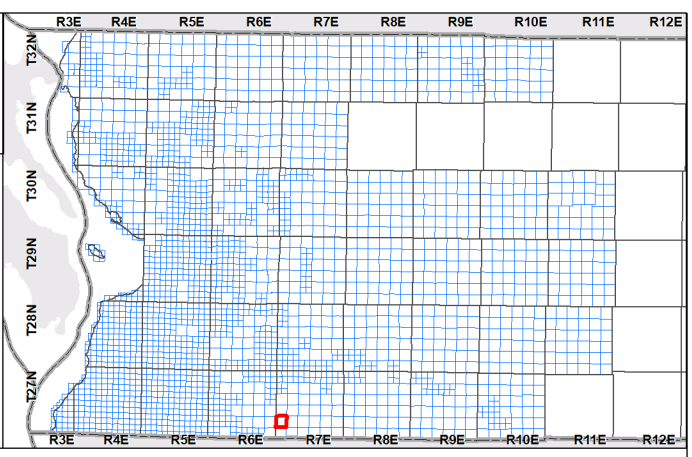 R3E R4E R5E R6E R7E R8E R9E R10E R11E R12E
T32N
T31N
T30N
T29N
T28N
T27N
R3E R4E R5E R6E R7E R8E R9E R10E R11E R12E